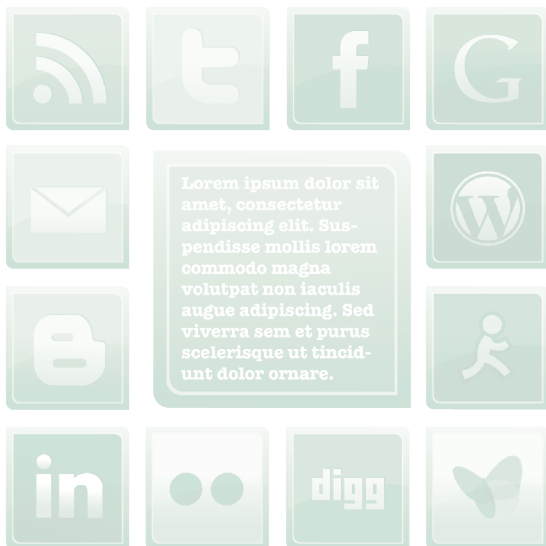 t
f
G
Lorem ipsum dolor sit
amet, consectetur
adipiscing elit. Sus-
pendisse mollis lorem
commodo magna
volutpat non iaculis
augue adipiscing. Sed
viverra sem et purus
scelerisque ut tincid-
unt dolor ornare.
W
B
in
digg